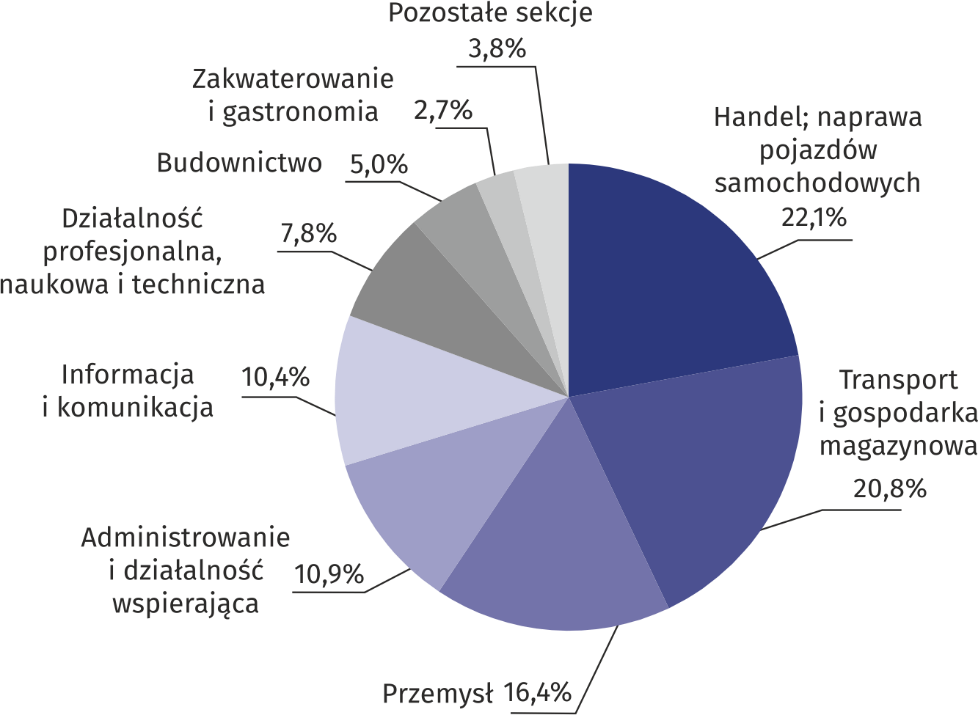 Pozostałe sekcje
3,8%
Zakwaterowanie
i gastronomia
2,7%
Budownictwo
5,0%
Działalność
profesjonalna,
naukowa i techniczna
7,8%
Informacja
i komunikacja
10,4%
Administrowanie
i działalność
wspierająca
10,9%
Przemysł 16,4%
Handel; naprawa
pojazdów
samochodowych
22,1%
Transport
i gospodarka
magazynowa
20,8%